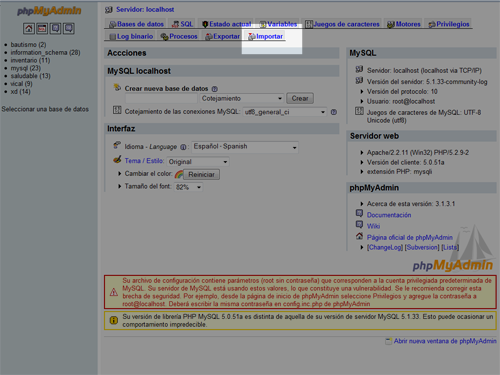 phpMyAdmin
bautismo (2)
information_schema (28)
inventario (11)
mysql (23)
saludable (13)
vical (9)
xd (14)
Seleccionar una base de datos
Servidor: localhost
Bases de datos SQL Estado actual Variables Juegos de caracteres Motores Privilegios
Log binario Procesos Exportar Importar
Accciones
MySQL localhost
Crear nueva base de datos
Cotejamiento Crear
Cotejamiento de las conexiones MySQL: utf8_general_ci
Interfaz
Idioma - Language Español - Spanish
Tema / Estilo: Original
Cambiar el color: Reiniciar
Tamaño del font: 82%
MySQL
Servidor: localhost (localhost via TCP/IP)
Versión del servidor: 5.1.33-community-log
Versión del protocolo: 10
Usuario: root@localhost
Juegos de caracteres de MySQL: UTF-8
Unicode (utf8)
Servidor web
Apache/2.2.11 (Win32) PHP/5.2.9-2
Versión del cliente: 5.0.51a
extensión PHP: mysqli
phpMyAdmin
Acerca de esta versión: 3.1.3.1
Documentación
Wiki
Página oficial de phpMyAdmin
[ChangeLog] [Subversion] [Lists]
phpMyAdmin
Su archivo de configuración contiene parámetros (root sin contraseña) que corresponden a la cuenta privilegiada predeterminada de
MySQL. Su servidor de MySQL está usando estos valores, lo que constituye una vulnerabilidad. Se le recomienda corregir esta
brecha de seguridad. Por ejemplo, desde la página de inicio de phpMyAdmin seleccione Privilegios y agregue la contraseña a
root@localhost. Deberá escribir la misma contraseña en config.inc.php de phpMyAdmin
Su versión de librería PHP MySQL 5.0.51a es distinta de aquella de su versión de servidor MySQL 5.1.33. Esto puede ocasionar un
comportamiento impredecible.
Abrir nueva ventana de phpMyAdmin